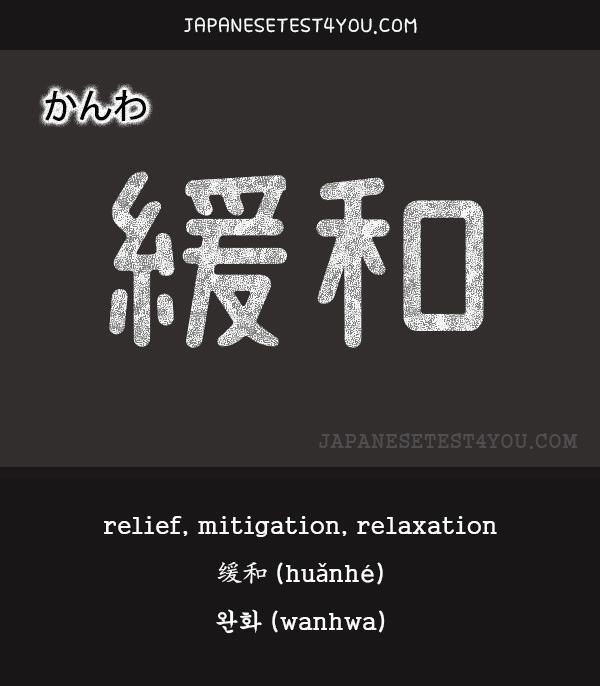 JAPANESETEST4YOU.COM
かんわ
緩和
JAPANESETEST4YOU.COM
relief, mitigation, relaxation
缓和 (huǎnhé)
완화 (wanhwa)